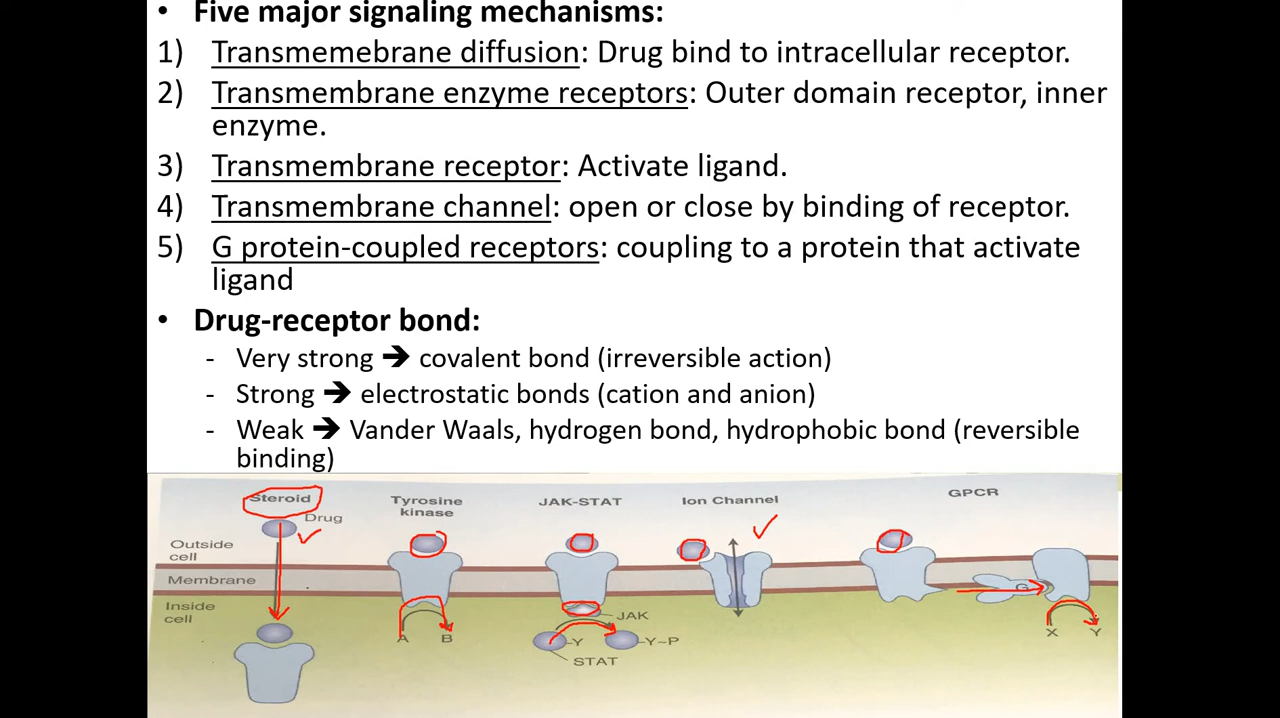 • Five major signaling mechanisms:
1) Transmemebrane diffusion: Drug bind to intracellular receptor.
2) Transmembrane enzyme receptors: Outer domain receptor, inner
enzyme.
3) Transmembrane receptor: Activate ligand.
4) Transmembrane channel: open or close by binding of receptor.
5) G protein-coupled receptors: coupling to a protein that activate
ligand
• Drug-receptor bond:
- Very strong ➔ covalent bond (irreversible action)
- Strong ➔ electrostatic bonds (cation and anion)
- Weak ➔ Vander Waals, hydrogen bond, hydrophobic bond (reversible
binding)
Steroid
Tyrosine
kinase
JAK-STAT
Ion Channel
GPCR
Drug
Outside
cell
Membrane
Inside
cell
A B
JAK
Y Y~P
STAT
G
X Y